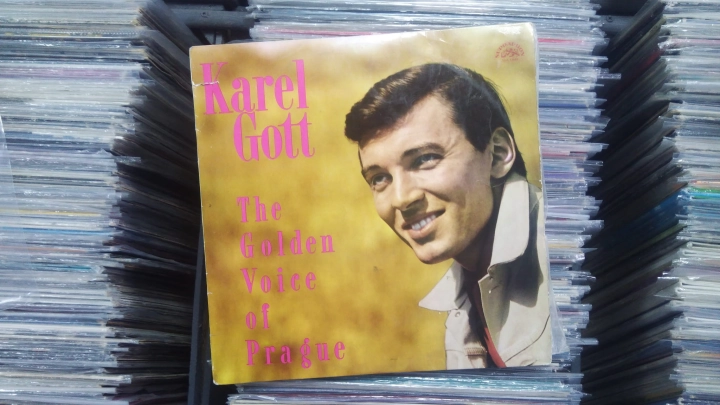 Karel
Gott
The
Golden
Voice
of
Prague